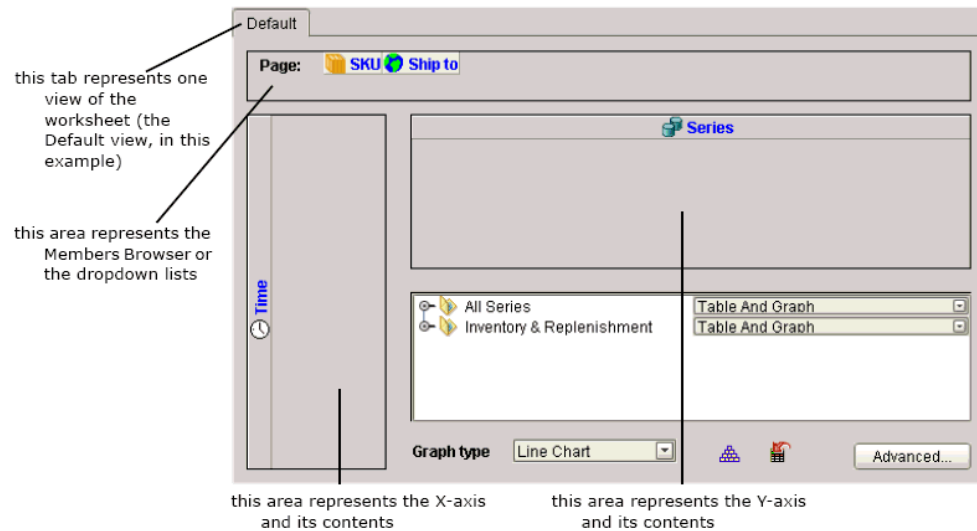 Default
Page: SKU Ship to
this tab represents one
view of the
worksheet (the
Default view, in this
example)
Series
this area represents the
Members Browser or
the dropdown lists
Time
All Series Table And Graph
Inventory & Replenishment Table And Graph
Graph type Line Chart Advanced...
this area represents the X-axis
and its contents
this area represents the Y-axis
and its contents